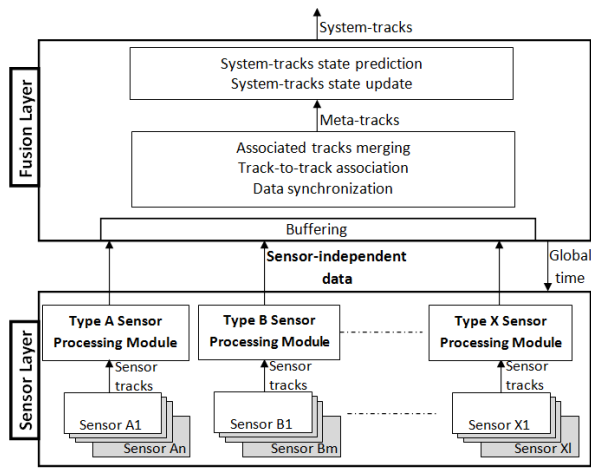 System-tracks
Fusion Layer
System-tracks state prediction
System-tracks state update
Meta-tracks
Associated tracks merging
Track-to-track association
Data synchronization
Buffering
Sensor-independent
data
Global
time
Sensor Layer
Type A Sensor
Processing Module
Type B Sensor
Processing Module
Type X Sensor
Processing Module
Sensor
tracks
Sensor
tracks
Sensor
tracks
Sensor A1
Sensor An
Sensor B1
Sensor Bm
Sensor X1
Sensor Xl